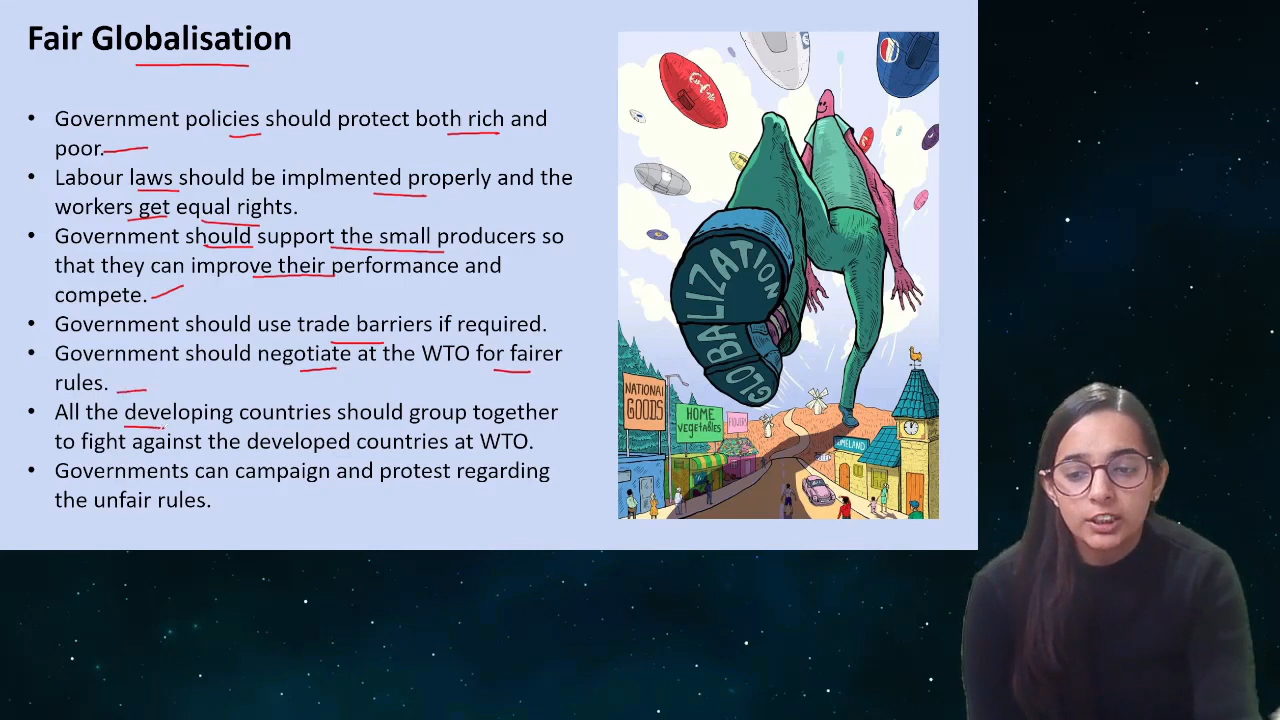 Fair Globalisation
• Government policies should protect both rich and
poor.
• Labour laws should be implmented properly and the
workers get equal rights.
• Government should support the small producers so
that they can improve their performance and
compete.
• Government should use trade barriers if required.
• Government should negotiate at the WTO for fairer
rules.
• All the developing countries should group together
to fight against the developed countries at WTO.
• Governments can campaign and protest regarding
the unfair rules.
Coca-Cola
GLOBALIZATION
NATIONAL
GOODS
HOME
VEGETABLES
FLOWERS
HOMELAND